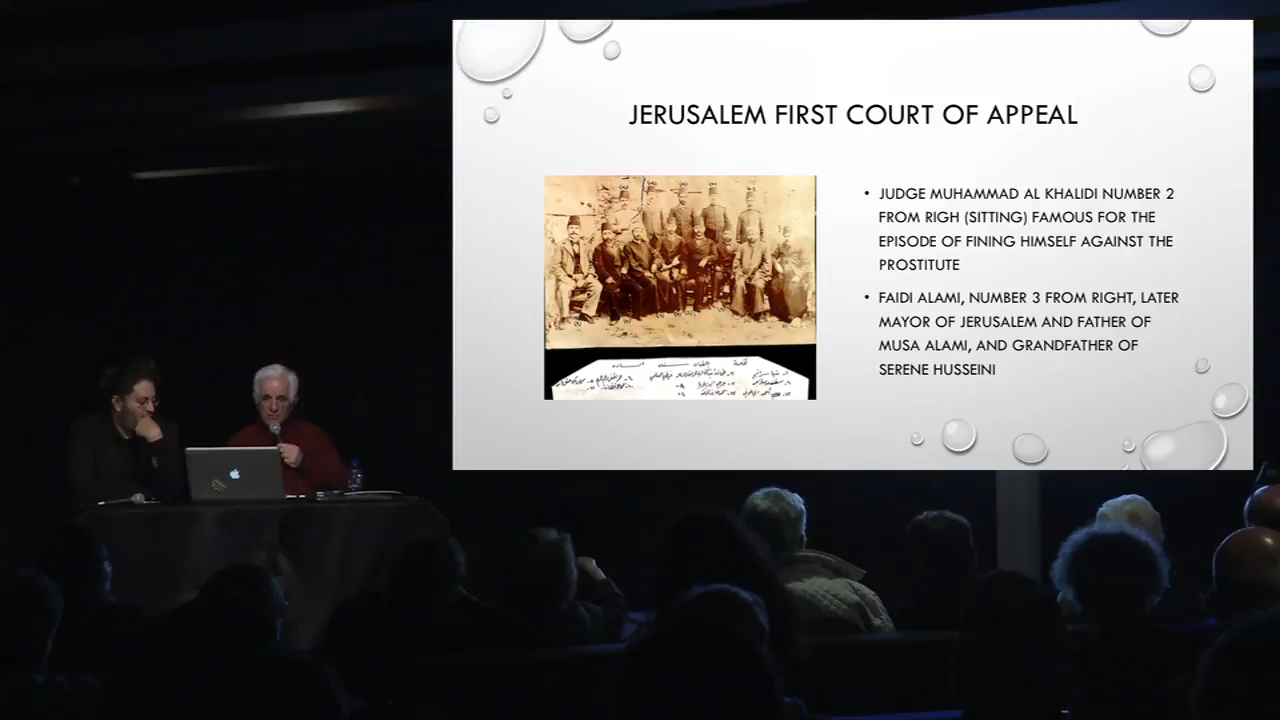 JERUSALEM FIRST COURT OF APPEAL
• JUDGE MUHAMMAD AL KHALIDI NUMBER 2
FROM RIGH (SITTING) FAMOUS FOR THE
EPISODE OF FINING HIMSELF AGAINST THE
PROSTITUTE
• FAIDI ALAMI, NUMBER 3 FROM RIGHT, LATER
MAYOR OF JERUSALEM AND FATHER OF
MUSA ALAMI, AND GRANDFATHER OF
SERENE HUSSEINI